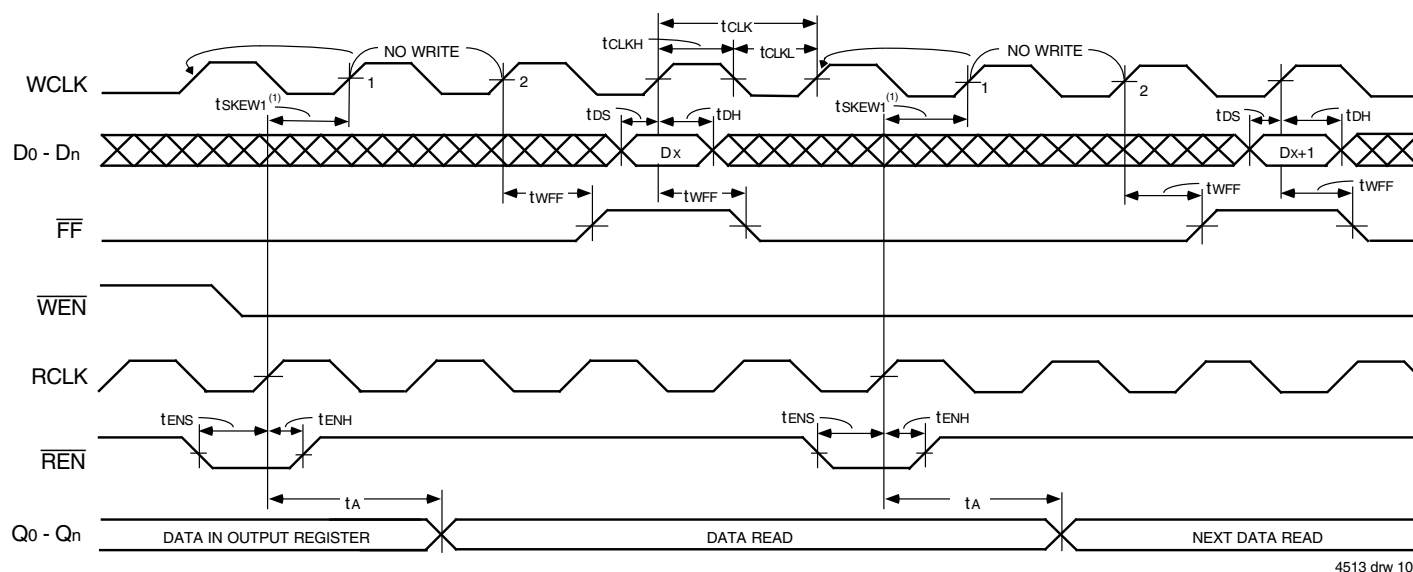 tCLK
tCLKH tCLKL
NO WRITE NO WRITE
WCLK 1 2 1 2
tSKEW1(1) tDS tDH tSKEW1(1) tDS tDH
D0 - Dn DX DX+1
tWFF tWFF tWFF tWFF
FF
WEN
RCLK
tENS tENH tENS tENH
REN
tA tA
Q0 - Qn DATA IN OUTPUT REGISTER DATA READ NEXT DATA READ
4513 drw 10